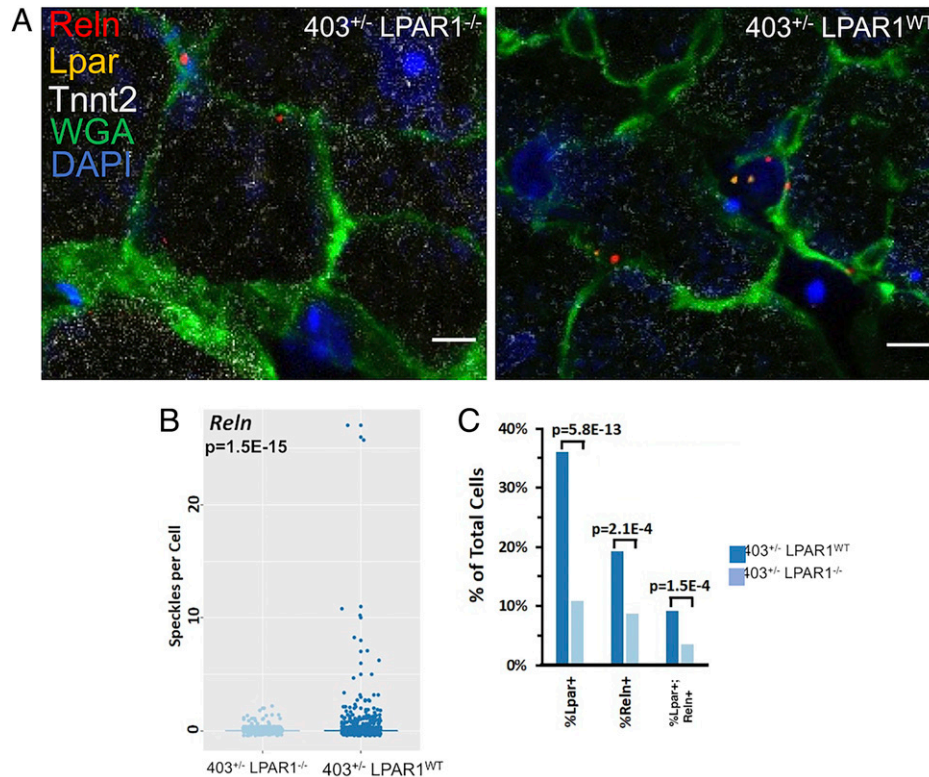 A
Reln
Lpar
Tnnt2
WGA
DAPI
403+/- LPAR1-/-
403+/- LPAR1WT
B
Reln
p=1.5E-15
Speckles per Cell
20
10
0
403+/- LPAR1-/-
403+/- LPAR1WT
C
% of Total Cells
40%
30%
20%
10%
0%
p=5.8E-13
p=2.1E-4
p=1.5E-4
%Lpar+
%Reln+
%Lpar+;
Reln+
403+/- LPAR1WT
403+/- LPAR1-/-